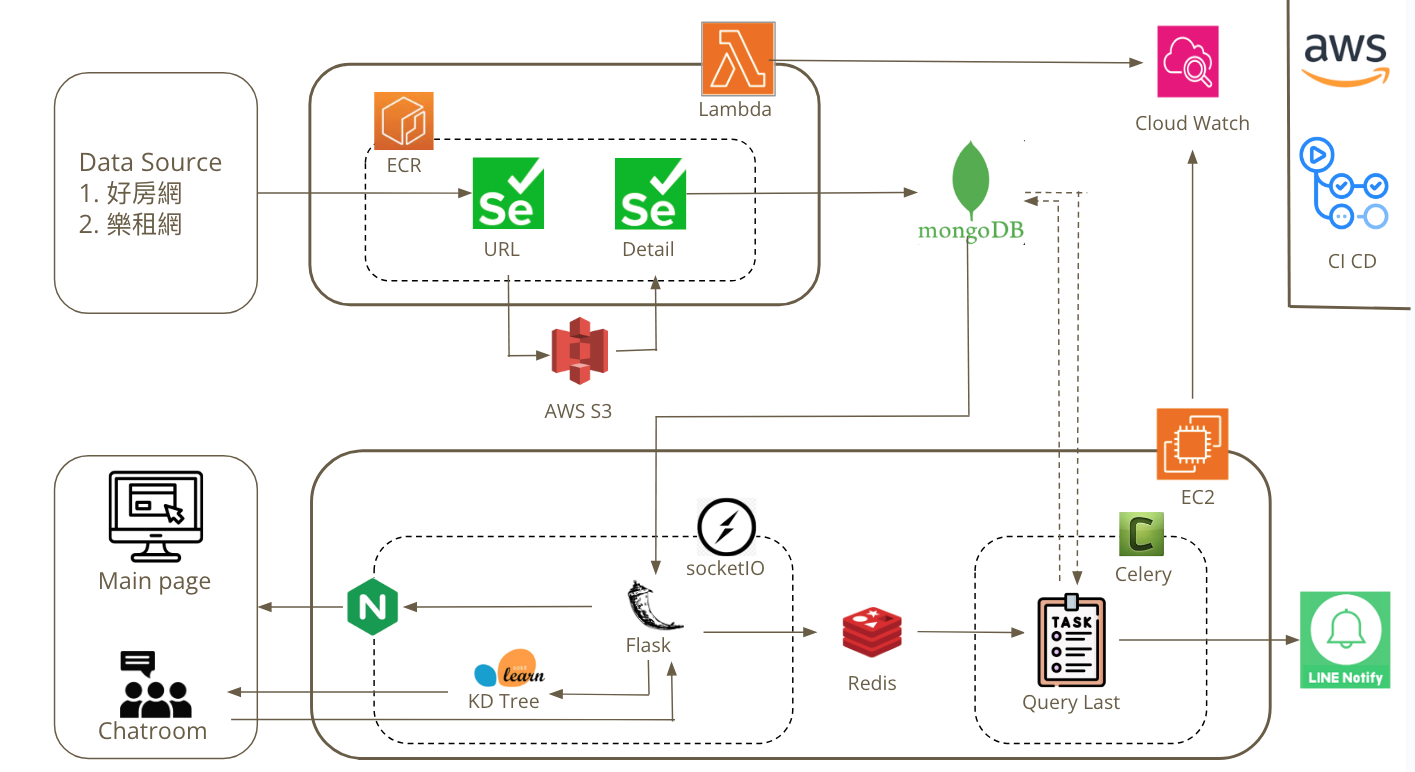 Lambda
aws
Cloud Watch
ECR
Data Source
1. 好房網
2. 樂租網
Se
Se
URL
Detail
mongoDB
CI CD
AWS S3
EC2
socketIO
C
Celery
Main page
N
Flask
TASK
learn
KD Tree
Redis
Query Last
LINE Notify
Chatroom